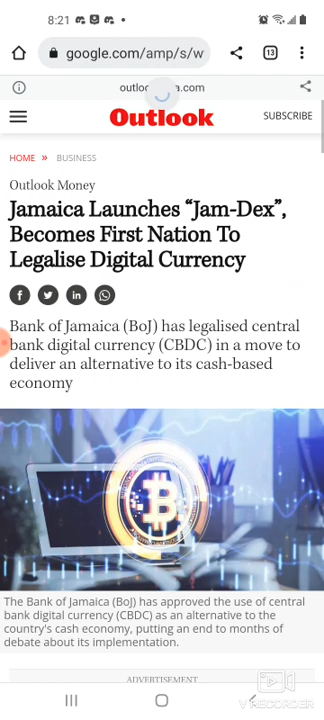 8:21
google.com/amp/s/w
13
outloo a.com
Outlook
SUBSCRIBE
HOME » BUSINESS
Outlook Money
Jamaica Launches “Jam-Dex”,
Becomes First Nation To
Legalise Digital Currency
Bank of Jamaica (BoJ) has legalised central
bank digital currency (CBDC) in a move to
deliver an alternative to its cash-based
economy
The Bank of Jamaica (BoJ) has approved the use of central
bank digital currency (CBDC) as an alternative to the
country's cash economy, putting an end to months of
debate about its implementation.
ADVERTISEMENT
V RECORDER